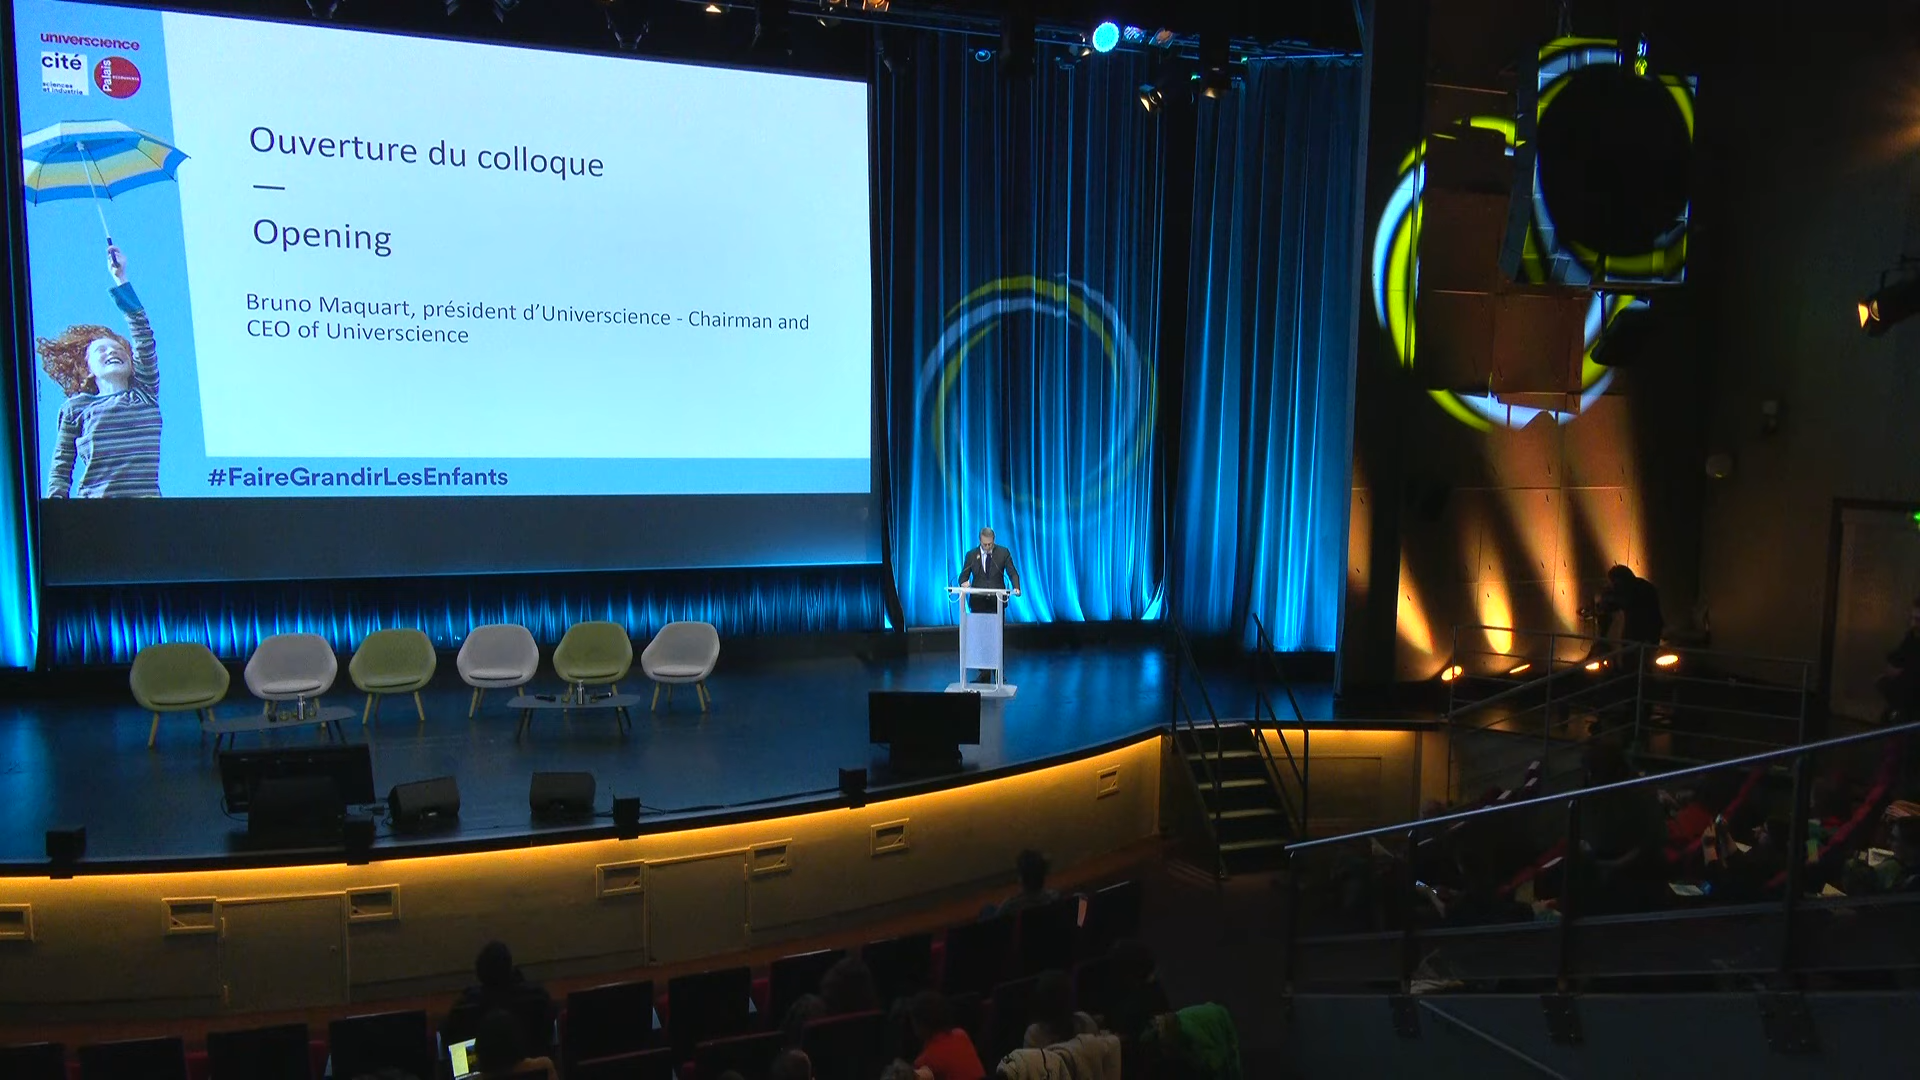 universcience
cité
sciences
et industrie
Palais
Ouverture du colloque
—
Opening
Bruno Maquart, président d'Universcience - Chairman and
CEO of Universcience
#FaireGrandirLesEnfants